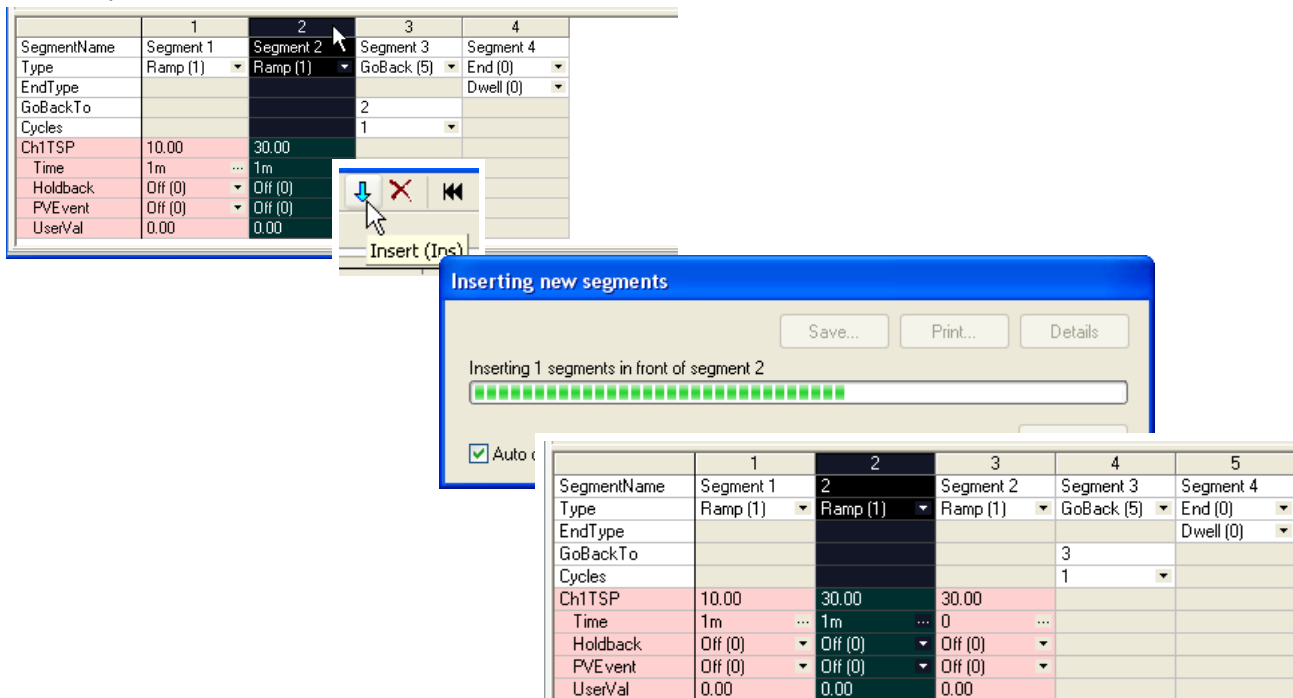 1 2 3 4
SegmentName Segment 1 Segment 2 Segment 3 Segment 4
Type Ramp (1) Ramp (1) GoBack (5) End (0)
EndType Dwell (0)
GoBackTo 2
Cycles 1
Ch1TSP 10.00 30.00
Time 1m ... 1m
Holdback Off (0) Off (0)
PVEvent Off (0) Off (0)
UserVal 0.00 0.00
Insert (Ins)
Inserting new segments
Save... Print... Details
Inserting 1 segments in front of segment 2
Auto
1 2 3 4 5
SegmentName Segment 1 2 Segment 2 Segment 3 Segment 4
Type Ramp (1) Ramp (1) Ramp (1) GoBack (5) End (0)
EndType Dwell (0)
GoBackTo 3
Cycles 1
Ch1TSP 10.00 30.00 30.00
Time 1m ... 1m ... 0 ...
Holdback Off (0) Off (0) Off (0)
PVEvent Off (0) Off (0) Off (0)
UserVal 0.00 0.00 0.00